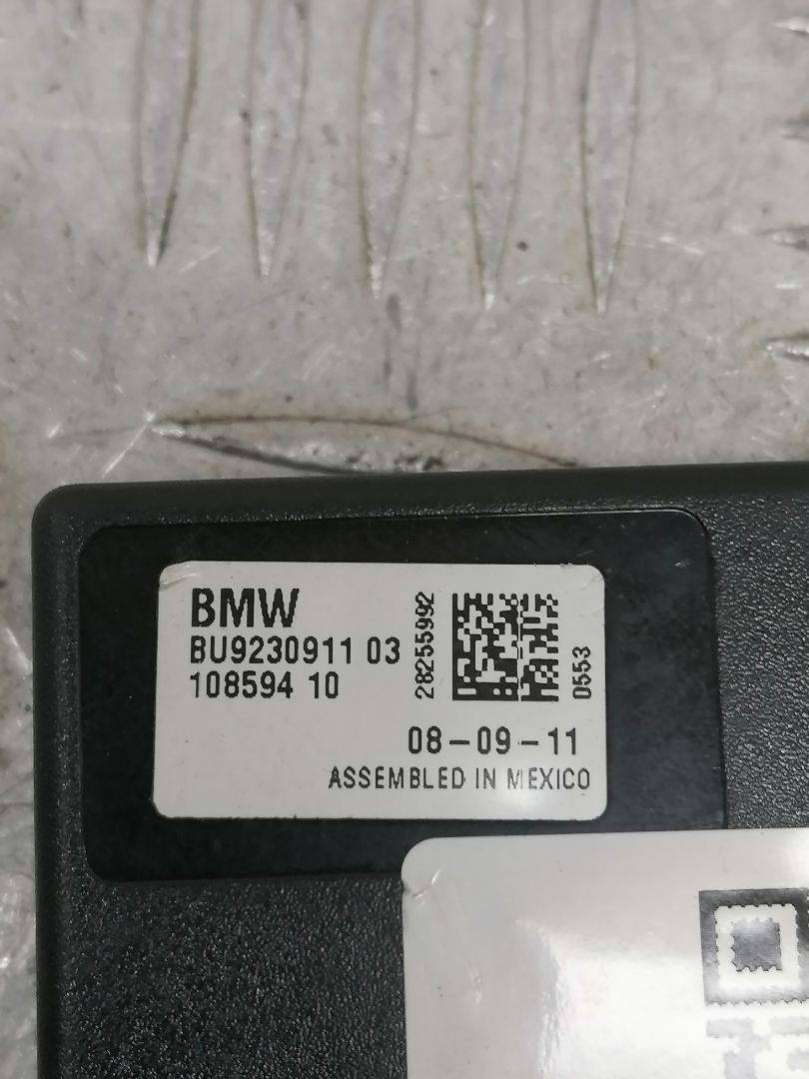 BMW
BU9230911 03
108594 10
28255992
0553
08-09-11
ASSEMBLED IN MEXICO